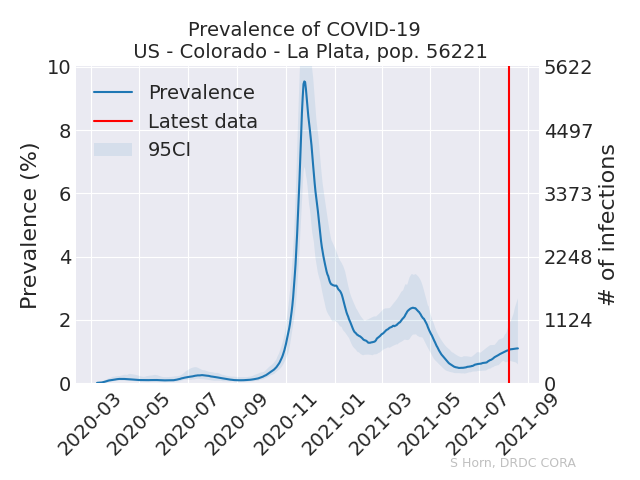 Prevalence of COVID-19
US - Colorado - La Plata, pop. 56221
Prevalence
Latest data
95CI
Prevalence (%)
10
8
6
4
2
0
5622
4497
3373
2248
1124
0
# of infections
2020-03
2020-05
2020-07
2020-09
2020-11
2021-01
2021-03
2021-05
2021-07
2021-09
S Horn, DRDC CORA